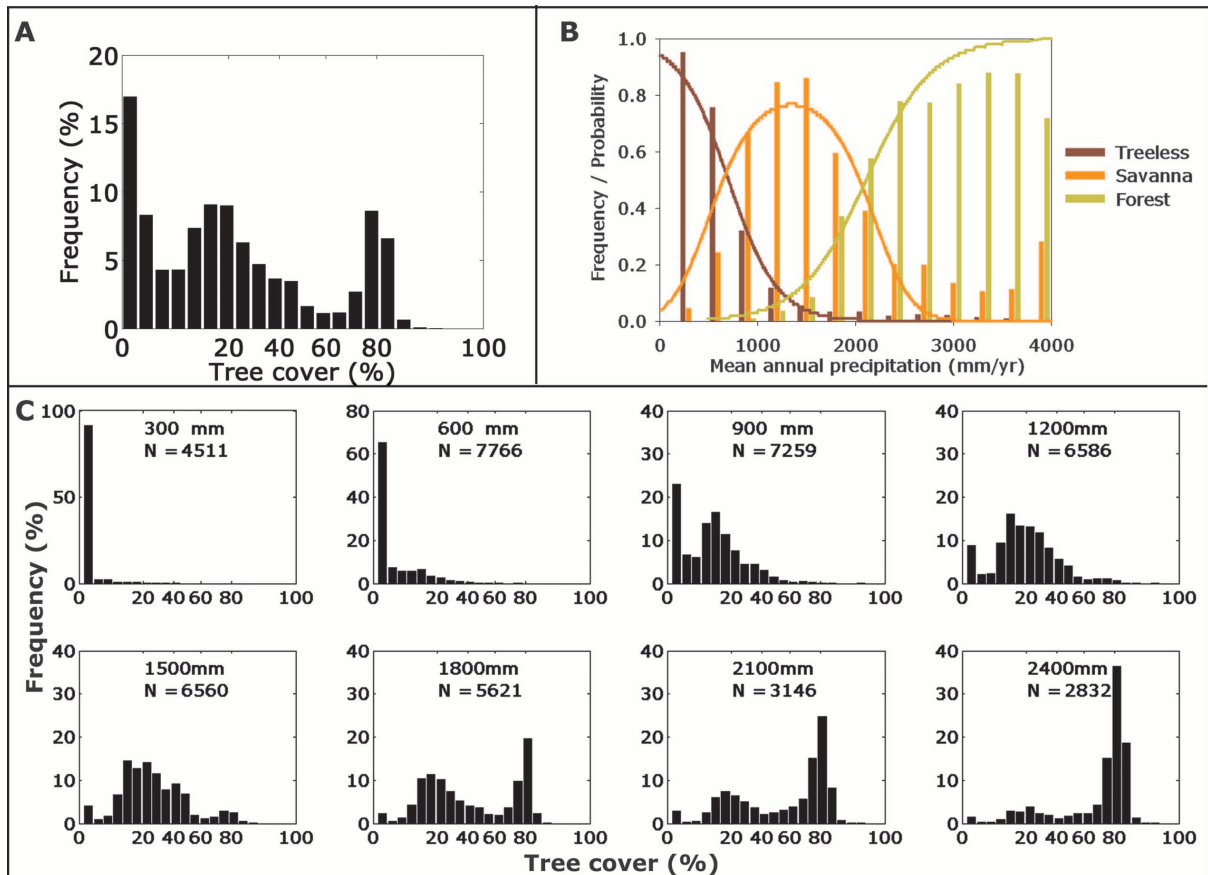 A
Frequency (%)
20
15
10
5
0
0 20 40 60 80 100
Tree cover (%)
B
Frequency / Probability
1.0
0.8
0.6
0.4
0.2
0.0
0 1000 2000 3000 4000
Mean annual precipitation (mm/yr)
Treeless
Savanna
Forest
C
Frequency (%)
100
50
0
300 mm
N = 4511
0 20 40 60 80 100
80
60
40
20
0
600 mm
N = 7766
0 20 40 60 80 100
40
30
20
10
0
900 mm
N = 7259
0 20 40 60 80 100
40
30
20
10
0
1200mm
N = 6586
0 20 40 60 80 100
40
30
20
10
0
1500mm
N = 6560
0 20 40 60 80 100
40
30
20
10
0
1800mm
N = 5621
0 20 40 60 80 100
40
30
20
10
0
2100mm
N = 3146
0 20 40 60 80 100
40
30
20
10
0
2400mm
N = 2832
0 20 40 60 80 100
Tree cover (%)